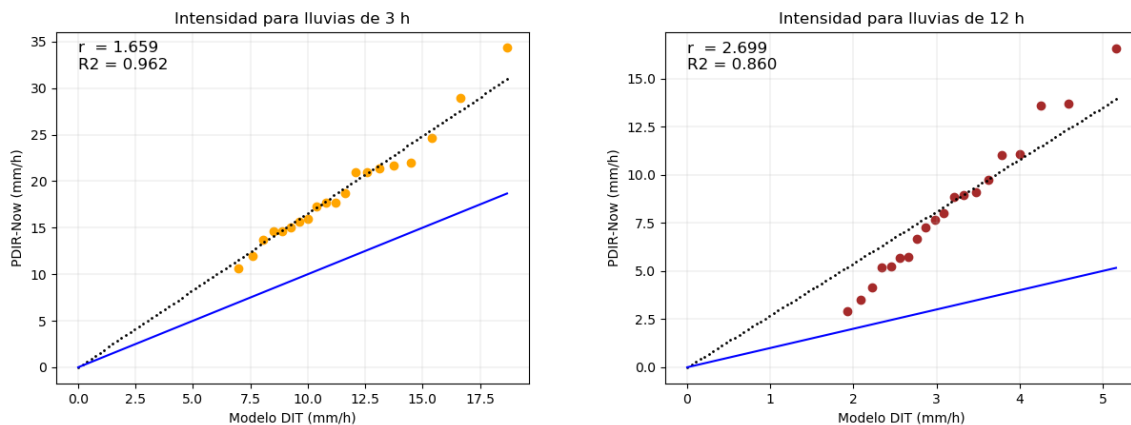 Intensidad para lluvias de 3 h
r  = 1.659
R2 = 0.962
PDIR-Now (mm/h)
35
30
25
20
15
10
5
0
0.0 2.5 5.0 7.5 10.0 12.5 15.0 17.5
Modelo DIT (mm/h)
Intensidad para lluvias de 12 h
r  = 2.699
R2 = 0.860
PDIR-Now (mm/h)
15.0
12.5
10.0
7.5
5.0
2.5
0.0
0 1 2 3 4 5
Modelo DIT (mm/h)